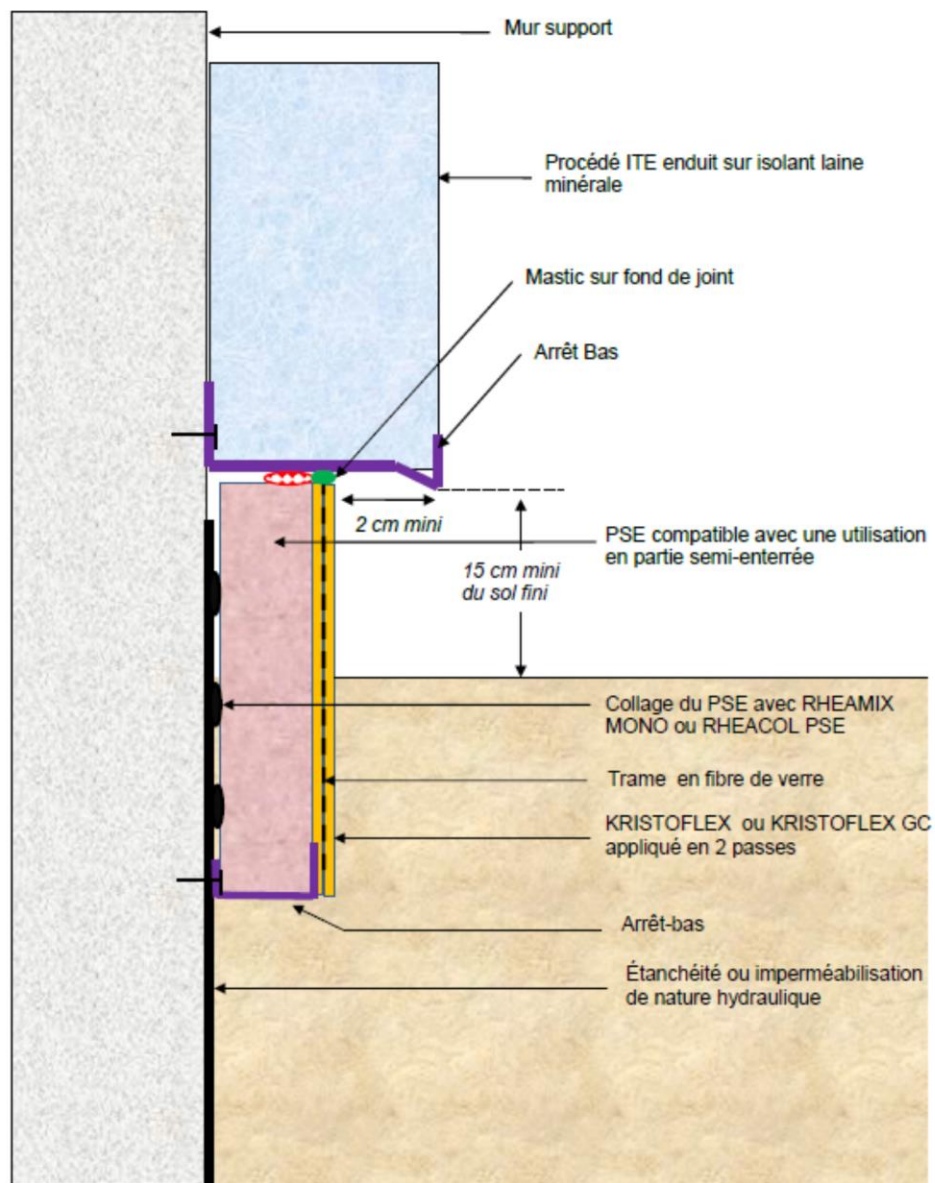 Mur support
Procédé ITE enduit sur isolant laine
minérale
Mastic sur fond de joint
Arrêt Bas
2 cm mini
PSE compatible avec une utilisation
en partie semi-enterrée
15 cm mini
du sol fini
Collage du PSE avec RHEAMIX
MONO ou RHEACOL PSE
Trame en fibre de verre
KRISTOFLEX ou KRISTOFLEX GC
appliqué en 2 passes
Arrêt-bas
Étanchéité ou imperméabilisation
de nature hydraulique